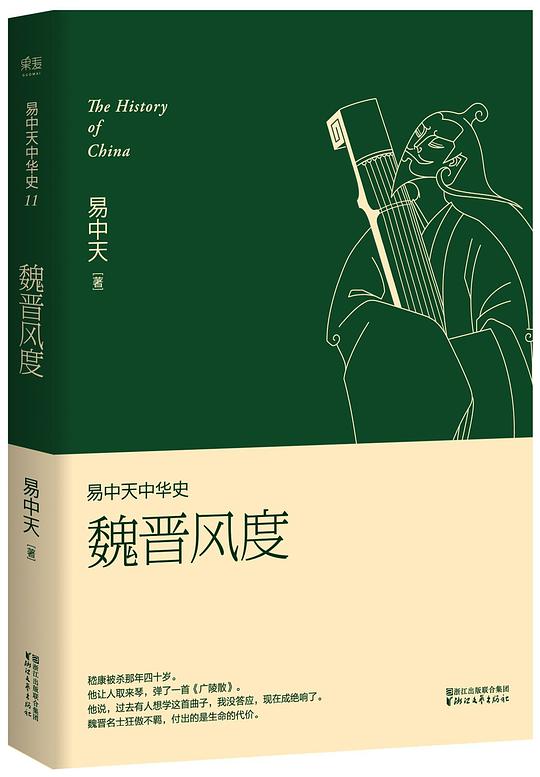 果麦
GUOMAI
易中天中华史 11
魏晋风度
易中天
[著]
浙江出版联合集团
浙江文艺出版社
The History
of
China
易中天
[著]
易中天中华史
魏晋风度
嵇康被杀那年四十岁。
他让人取来琴，弹了一首《广陵散》。
他说，过去有人想学这首曲子，我没答应，现在成绝响了。
魏晋名士狂傲不羁，付出的是生命的代价。
浙江出版联合集团
浙江文艺出版社